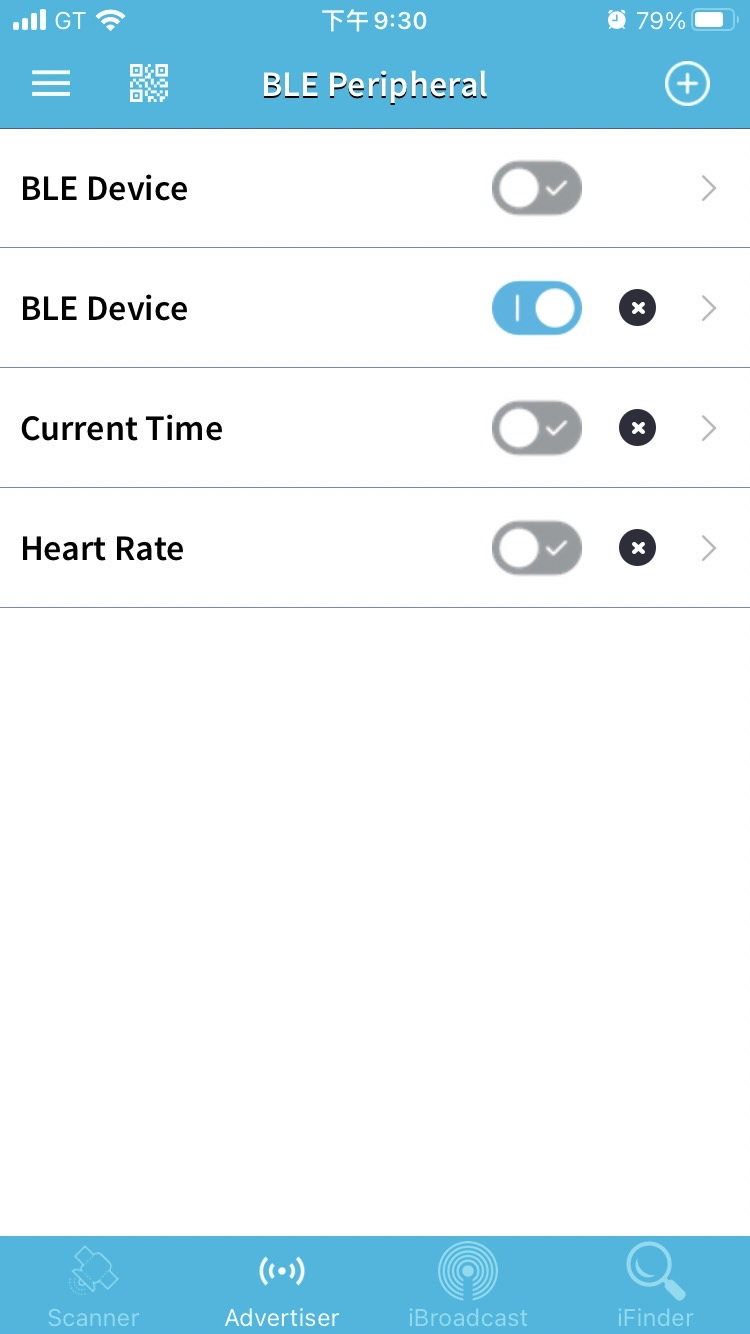 GT 下午9:30 79%
BLE Peripheral
BLE Device
BLE Device
Current Time
Heart Rate
Scanner Advertiser iBroadcast iFinder